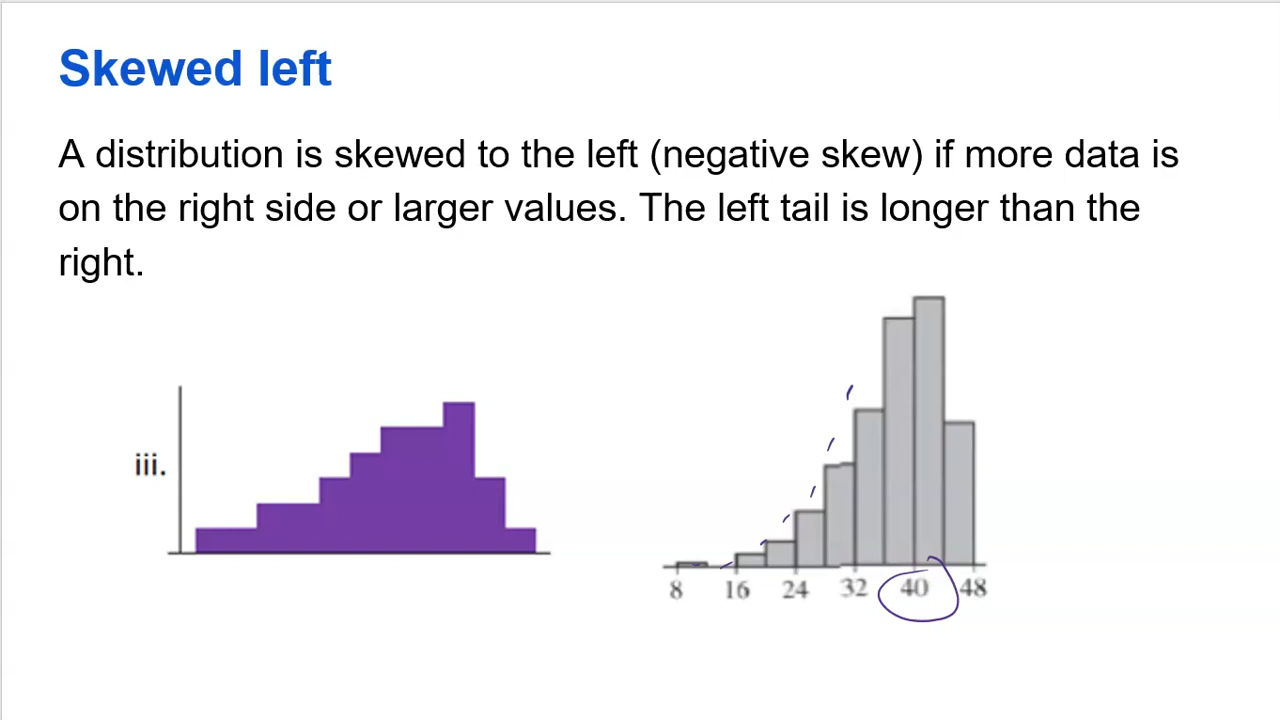 Skewed left
A distribution is skewed to the left (negative skew) if more data is
on the right side or larger values. The left tail is longer than the
right.
iii.
8 16 24 32 40 48